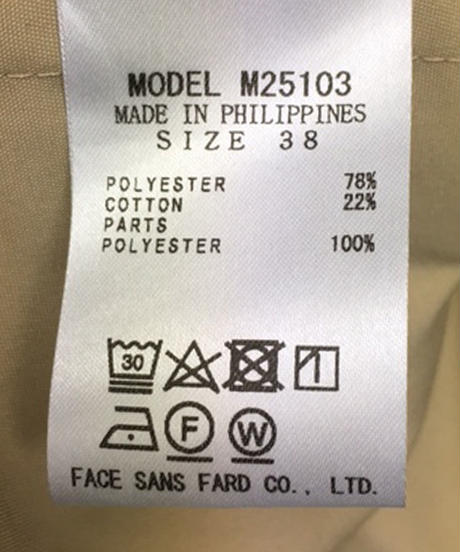 MODEL M25103
MADE IN PHILIPPINES
SIZE 38
POLYESTER 78%
COTTON 22%
PARTS
POLYESTER 100%
30
F W
FACE SANS FARD CO., LTD.